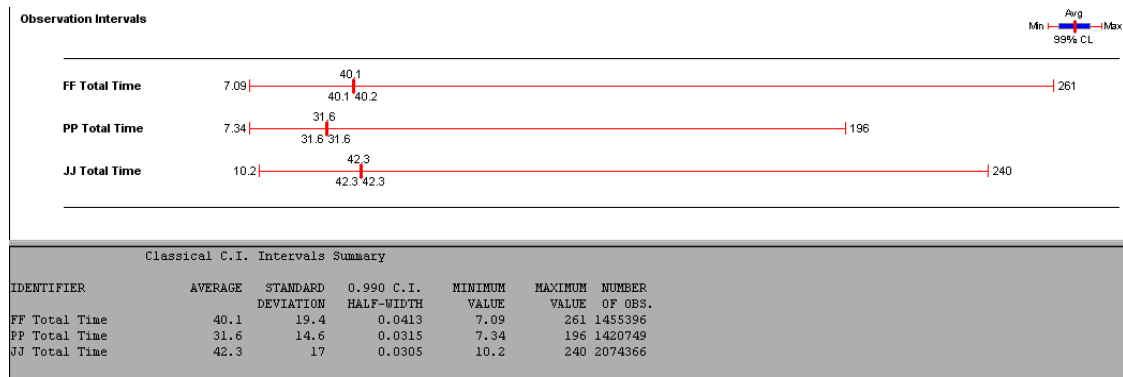 Observation Intervals
Avg
Min Max
99% CL
40.1
FF Total Time 7.09 261
40.1 40.2
31.6
PP Total Time 7.34 196
31.6 31.6
42.3
JJ Total Time 10.2 240
42.3 42.3
Classical C.I. Intervals Summary
IDENTIFIER AVERAGE STANDARD 0.990 C.I. MINIMUM MAXIMUM NUMBER
DEVIATION HALF-WIDTH VALUE VALUE OF OBS.
FF Total Time 40.1 19.4 0.0413 7.09 261 1455396
PP Total Time 31.6 14.6 0.0315 7.34 196 1420749
JJ Total Time 42.3 17 0.0305 10.2 240 2074366